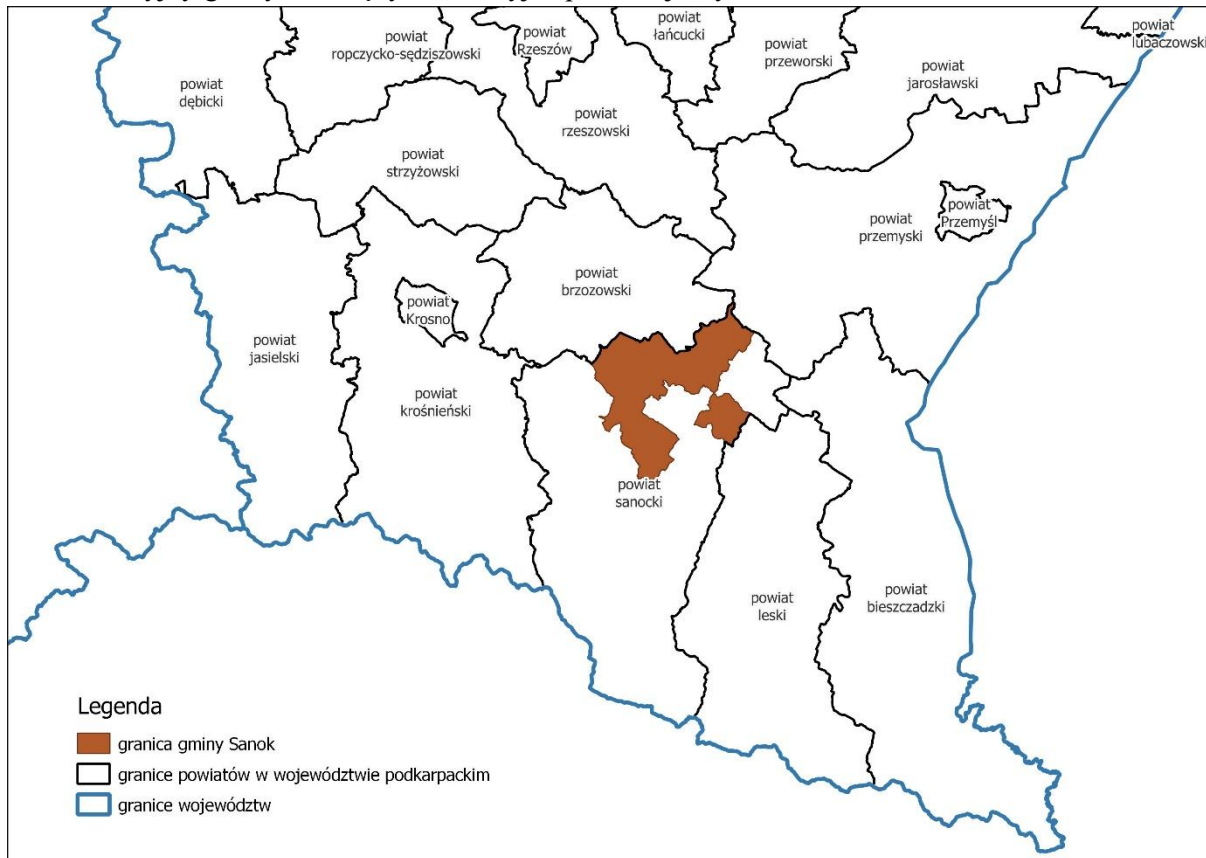 powiat
ropczycko-sędziszowski
powiat
Rzeszów
powiat
łańcucki
powiat
przeworski
powiat
lubaczowski
powiat
jarosławski
powiat
dębicki
powiat
rzeszowski
powiat
strzyżowski
powiat
Przemyśl
powiat
przemyski
powiat
brzozowski
powiat
Krosno
powiat
jasielski
powiat
krośnieński
powiat
sanocki
powiat
leski
powiat
bieszczadzki
Legenda
granica gminy Sanok
granice powiatów w województwie podkarpackim
granice województw